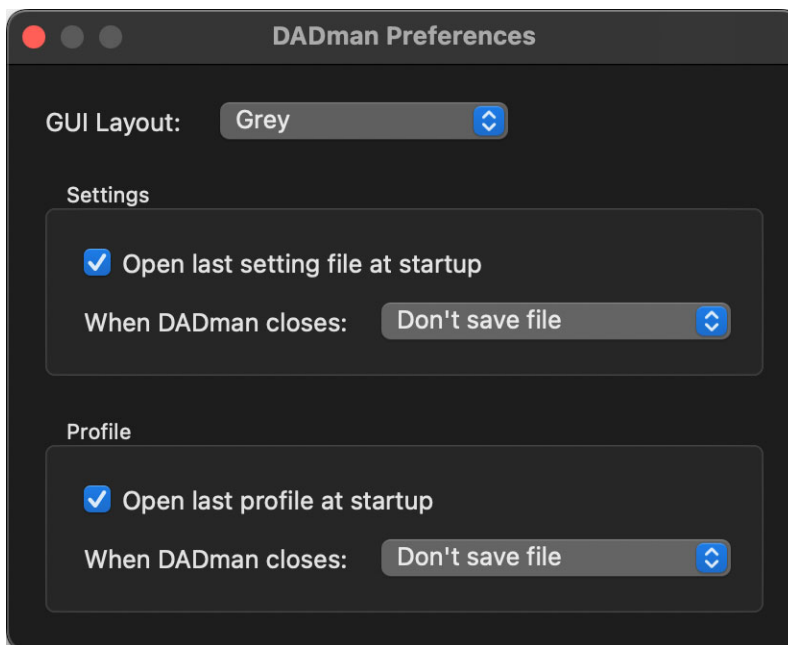 DADman Preferences
GUI Layout: Grey
Settings
Open last setting file at startup
When DADman closes: Don't save file
Profile
Open last profile at startup
When DADman closes: Don't save file